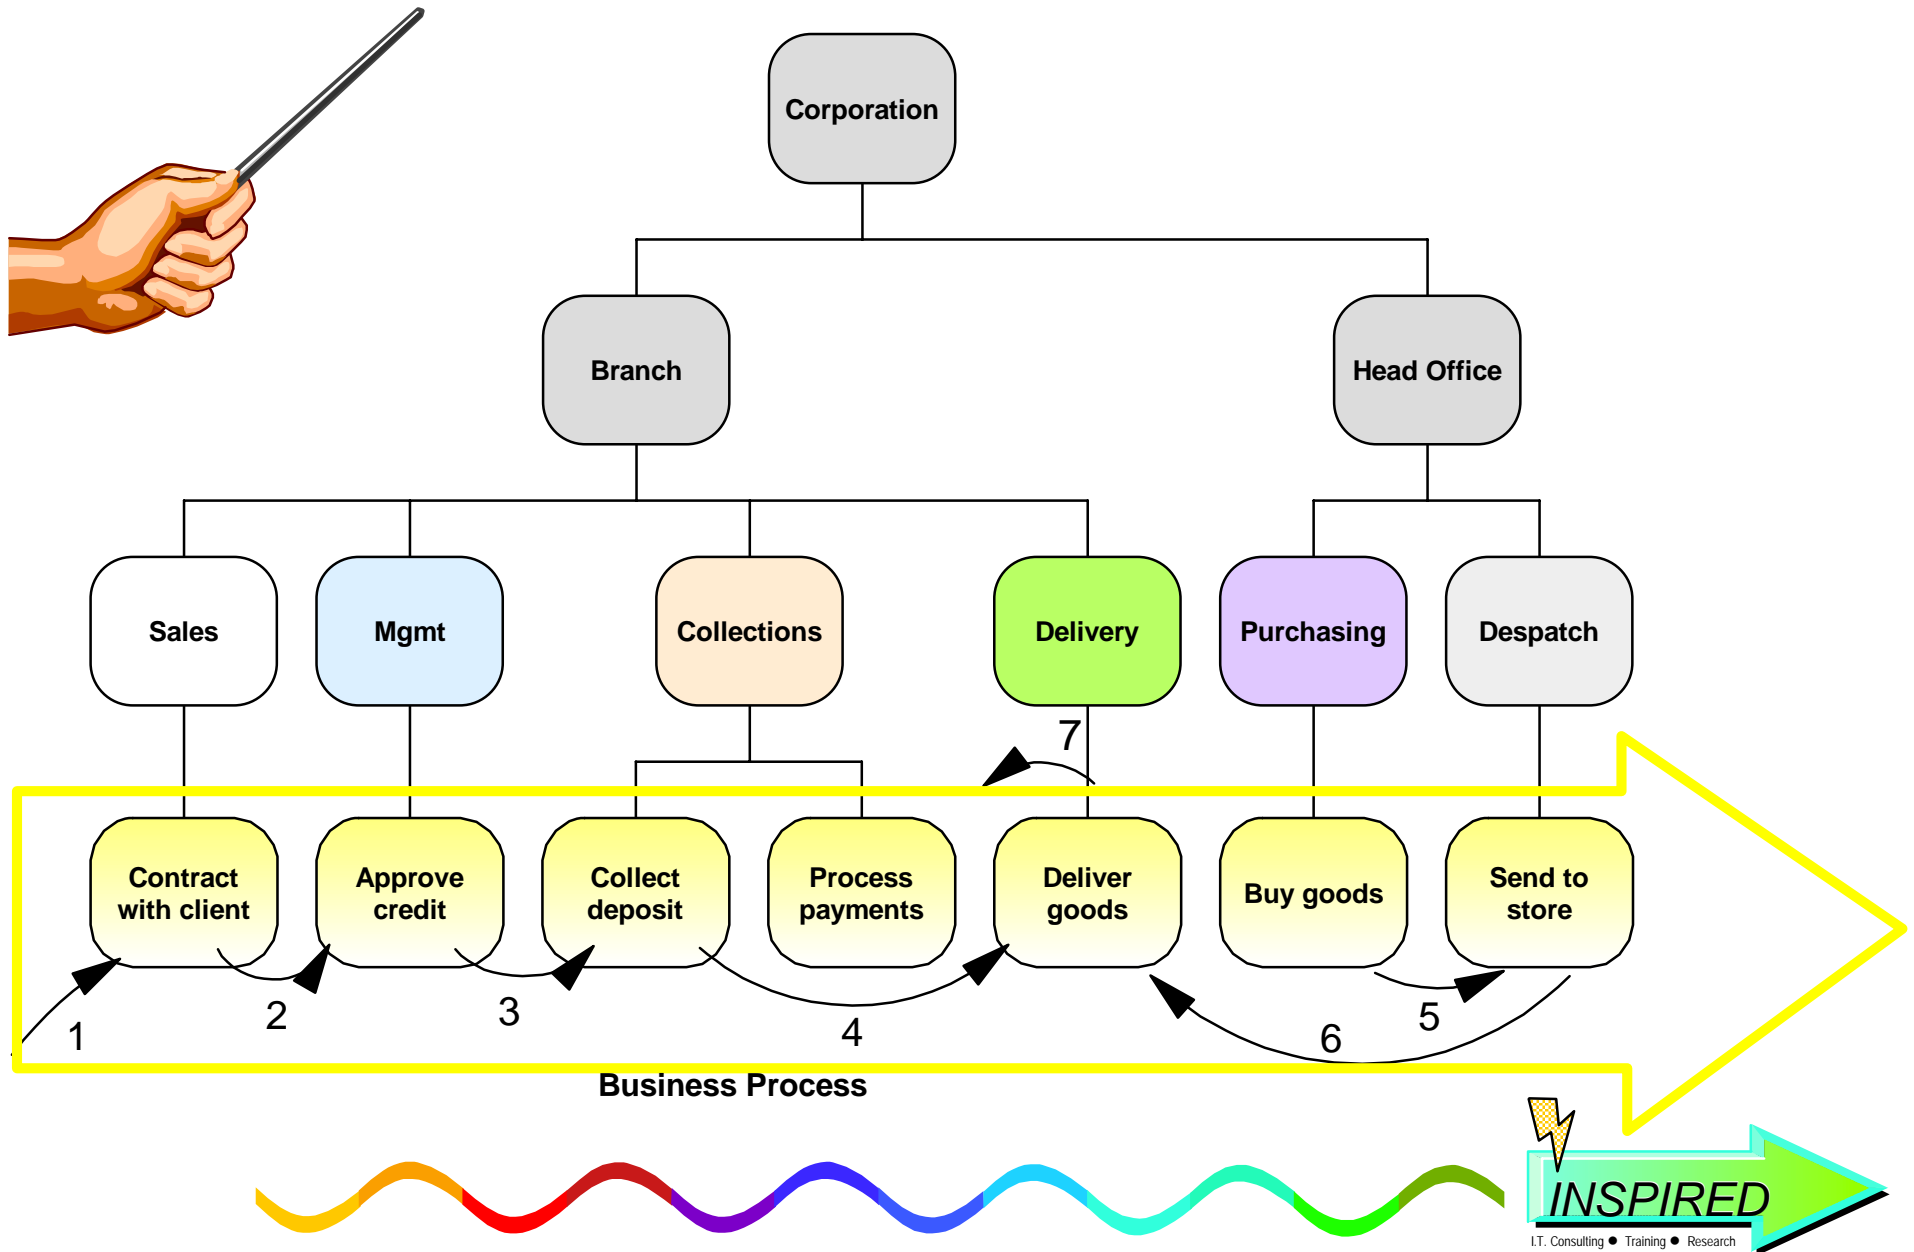 Corporation
Branch
Head Office
Sales
Mgmt
Collections
Delivery
Purchasing
Despatch
7
Contract
with client
Approve
credit
Collect
deposit
Process
payments
Deliver
goods
Buy goods
Send to
store
1
2
3
4
5
6
Business Process
INSPIRED
I.T. Consulting ● Training ● Research